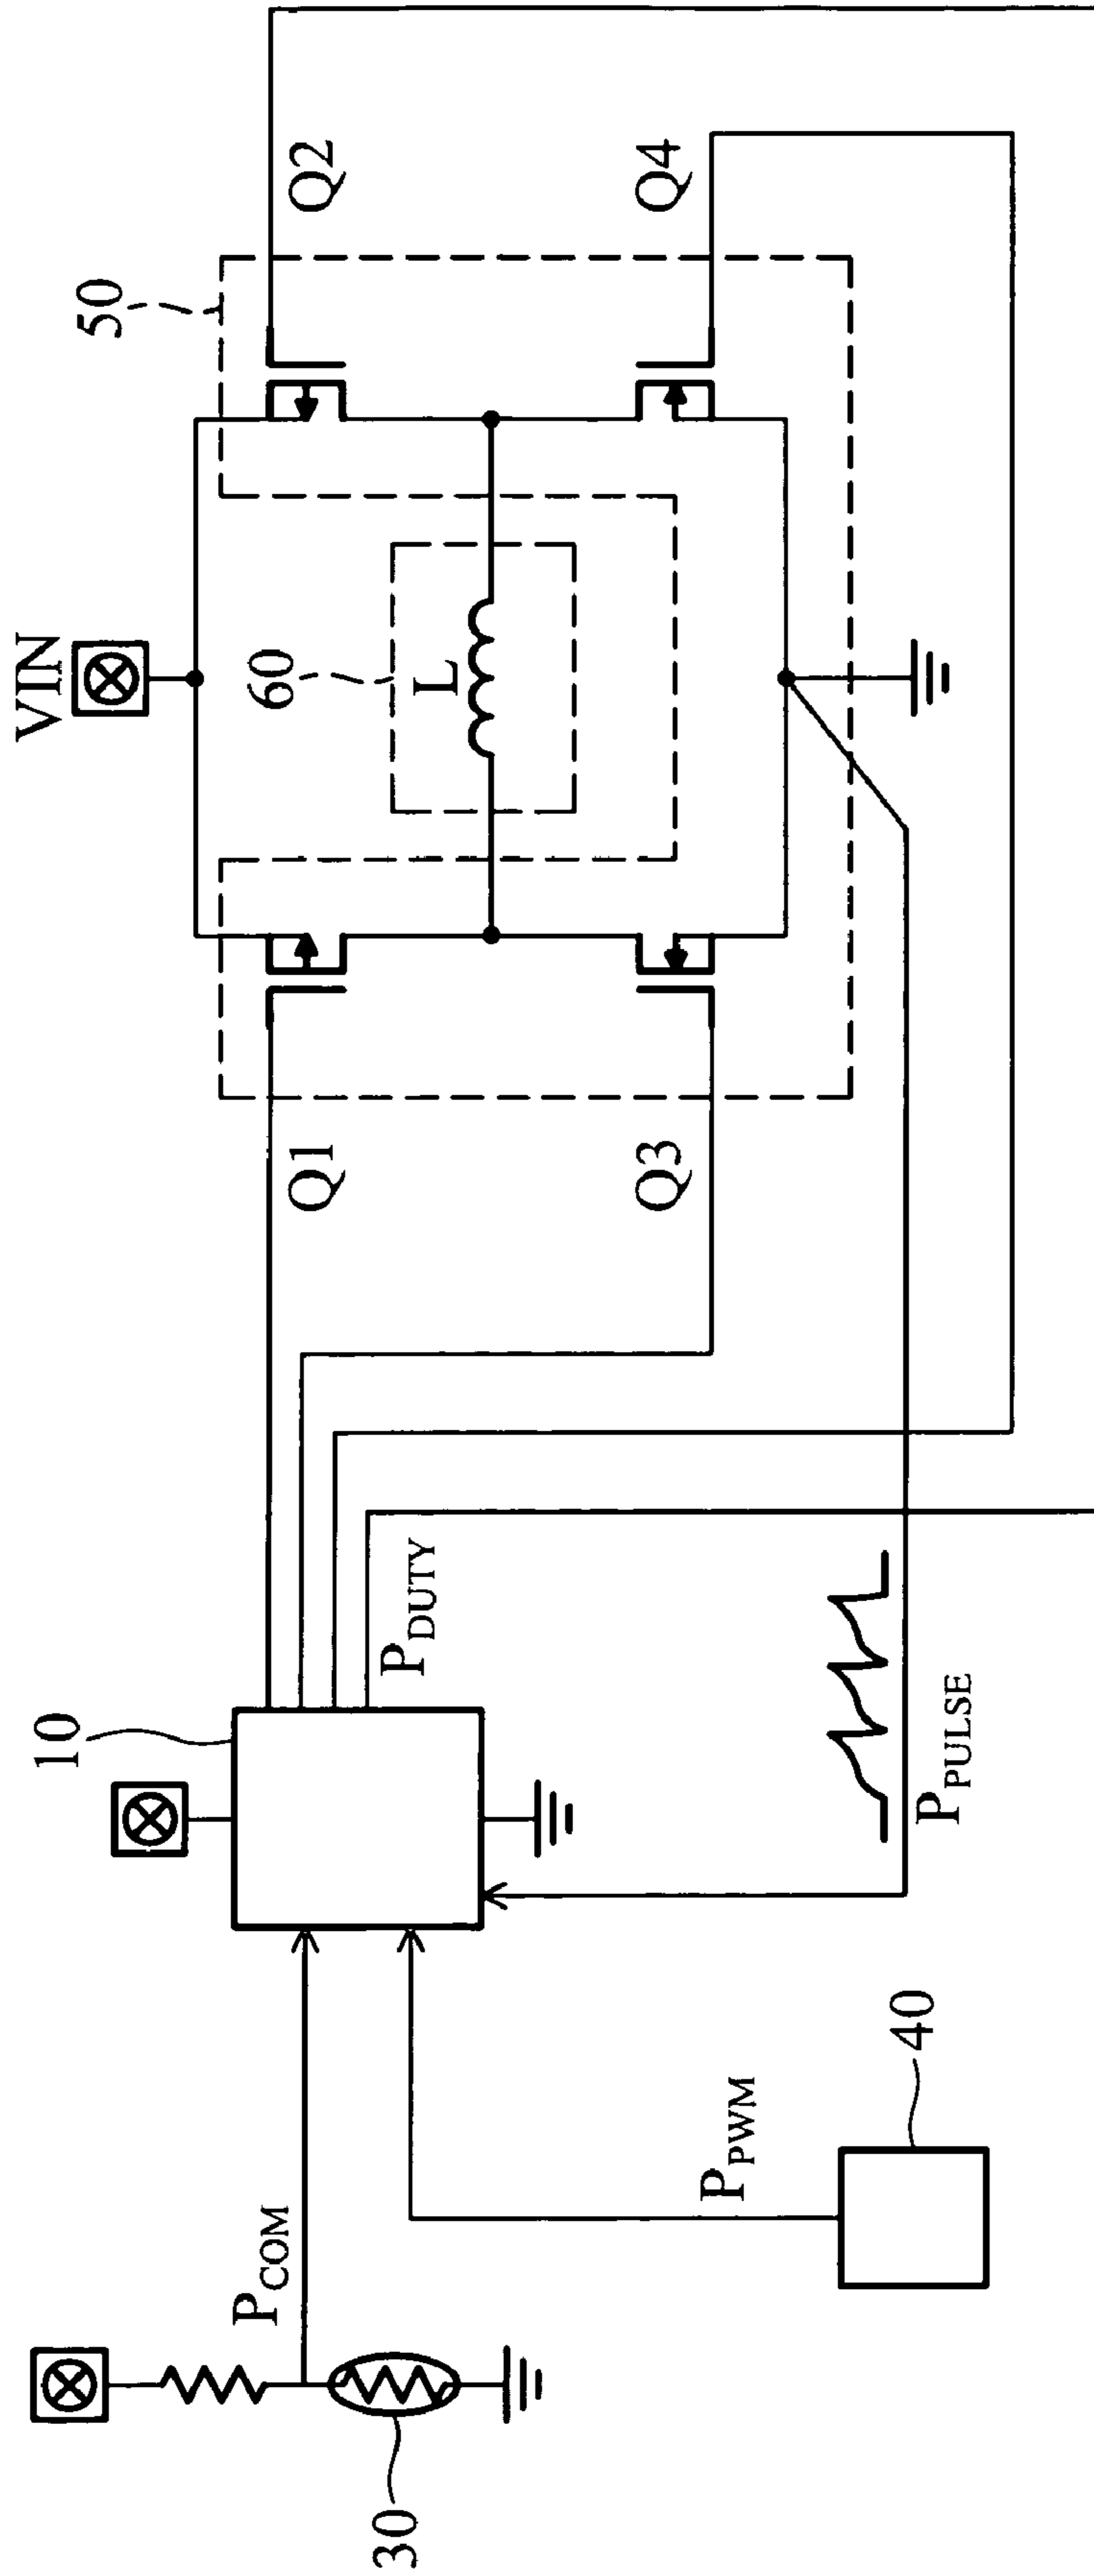 VIN
50
Q2
60
L
Q4
Q1
Q3
10
P_DUTY
P_PULSE
P_COM
P_PWM
30
40